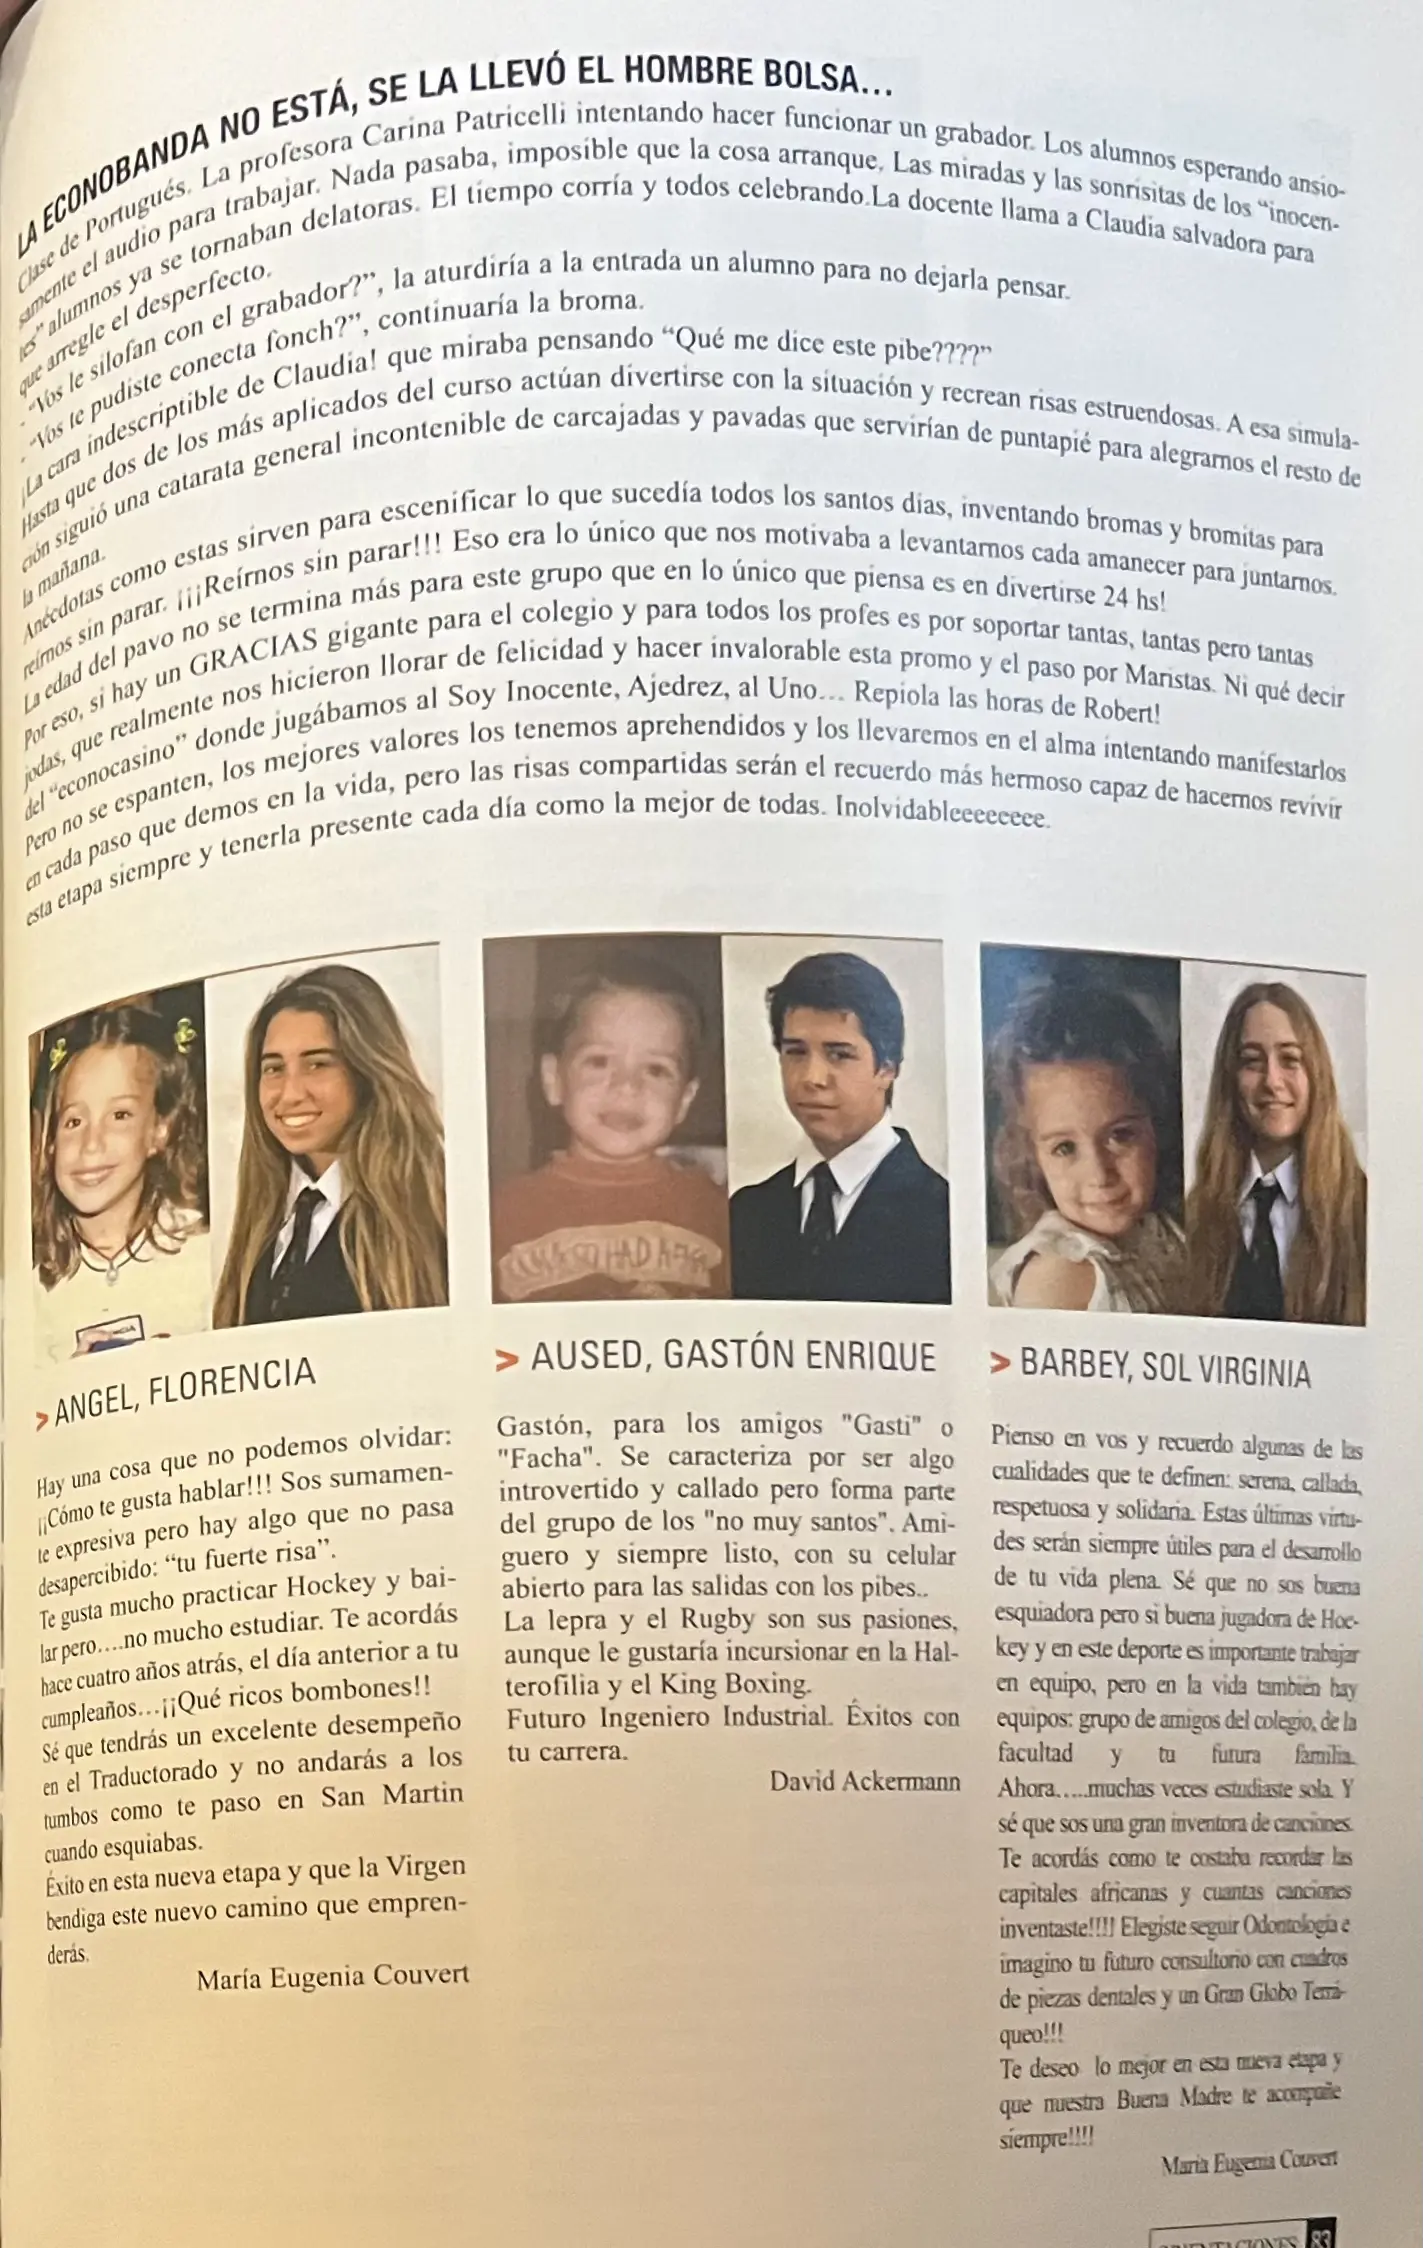 LA ECONOBANDA NO ESTÁ, SE LA LLEVÓ EL HOMBRE BOLSA...
Clase de Portugués. La profesora Carina Patricelli intentando hacer funcionar un grabador. Los alumnos esperando ansio-
samente el audio para trabajar. Nada pasaba, imposible que la cosa arranque. Las miradas y las sonrisitas de los “inocen-
tes” alumnos ya se tornaban delatoras. El tiempo corría y todos celebrando.La docente llama a Claudia salvadora para
que arregle el desperfecto.
- “Vos le silofan con el grabador?”, la aturdiría a la entrada un alumno para no dejarla pensar.
- “Vos te pudiste conecta fonch?”, continuaría la broma.
¡La cara indescriptible de Claudia! que miraba pensando “Qué me dice este pibe????”
Hasta que dos de los más aplicados del curso actúan divertirse con la situación y recrean risas estruendosas. A esa simula-
ción siguió una catarata general incontenible de carcajadas y pavadas que servirían de puntapié para alegrarnos el resto de
la mañana.
Anécdotas como estas sirven para escenificar lo que sucedía todos los santos dias, inventando bromas y bromitas para
reírnos sin parar. ¡¡¡Reírnos sin parar!!! Eso era lo único que nos motivaba a levantarnos cada amanecer para juntarnos.
La edad del pavo no se termina más para este grupo que en lo único que piensa es en divertirse 24 hs!
Por eso, si hay un GRACIAS gigante para el colegio y para todos los profes es por soportar tantas, tantas pero tantas
jodas, que realmente nos hicieron llorar de felicidad y hacer invalorable esta promo y el paso por Maristas. Ni qué decir
del “econocasino” donde jugábamos al Soy Inocente, Ajedrez, al Uno... Repiola las horas de Robert!
Pero no se espanten, los mejores valores los tenemos aprehendidos y los llevaremos en el alma intentando manifestarlos
en cada paso que demos en la vida, pero las risas compartidas serán el recuerdo más hermoso capaz de hacernos revivir
esta etapa siempre y tenerla presente cada día como la mejor de todas. Inolvidableeeeeeee.
> ANGEL, FLORENCIA
Hay una cosa que no podemos olvidar:
¡¡Cómo te gusta hablar!!! Sos sumamen-
te expresiva pero hay algo que no pasa
desapercibido: “tu fuerte risa”.
Te gusta mucho practicar Hockey y bai-
lar pero....no mucho estudiar. Te acordás
hace cuatro años atrás, el día anterior a tu
cumpleaños...¡¡Qué ricos bombones!!
Sé que tendrás un excelente desempeño
en el Traductorado y no andarás a los
tumbos como te paso en San Martin
cuando esquiabas.
Éxito en esta nueva etapa y que la Virgen
bendiga este nuevo camino que empren-
derás.
María Eugenia Couvert
> AUSED, GASTÓN ENRIQUE
Gastón, para los amigos "Gasti" o
"Facha". Se caracteriza por ser algo
introvertido y callado pero forma parte
del grupo de los "no muy santos". Ami-
guero y siempre listo, con su celular
abierto para las salidas con los pibes..
La lepra y el Rugby son sus pasiones,
aunque le gustaría incursionar en la Hal-
terofilia y el King Boxing.
Futuro Ingeniero Industrial. Éxitos con
tu carrera.
David Ackermann
> BARBEY, SOL VIRGINIA
Pienso en vos y recuerdo algunas de las
cualidades que te definen: serena, callada,
respetuosa y solidaria. Estas últimas virtu-
des serán siempre útiles para el desarrollo
de tu vida plena. Sé que no sos buena
esquiadora pero si buena jugadora de Hoc-
key y en este deporte es importante trabajar
en equipo, pero en la vida también hay
equipos: grupo de amigos del colegio, de la
facultad y tu futura familia.
Ahora.....muchas veces estudiaste sola. Y
sé que sos una gran inventora de canciones.
Te acordás como te costaba recordar las
capitales africanas y cuantas canciones
inventaste!!!! Elegiste seguir Odontología e
imagino tu futuro consultorio con cuadros
de piezas dentales y un Gran Globo Terrá-
queo!!!
Te deseo lo mejor en esta nueva etapa y
que nuestra Buena Madre te acompañe
siempre!!!!
María Eugenia Couvert
83